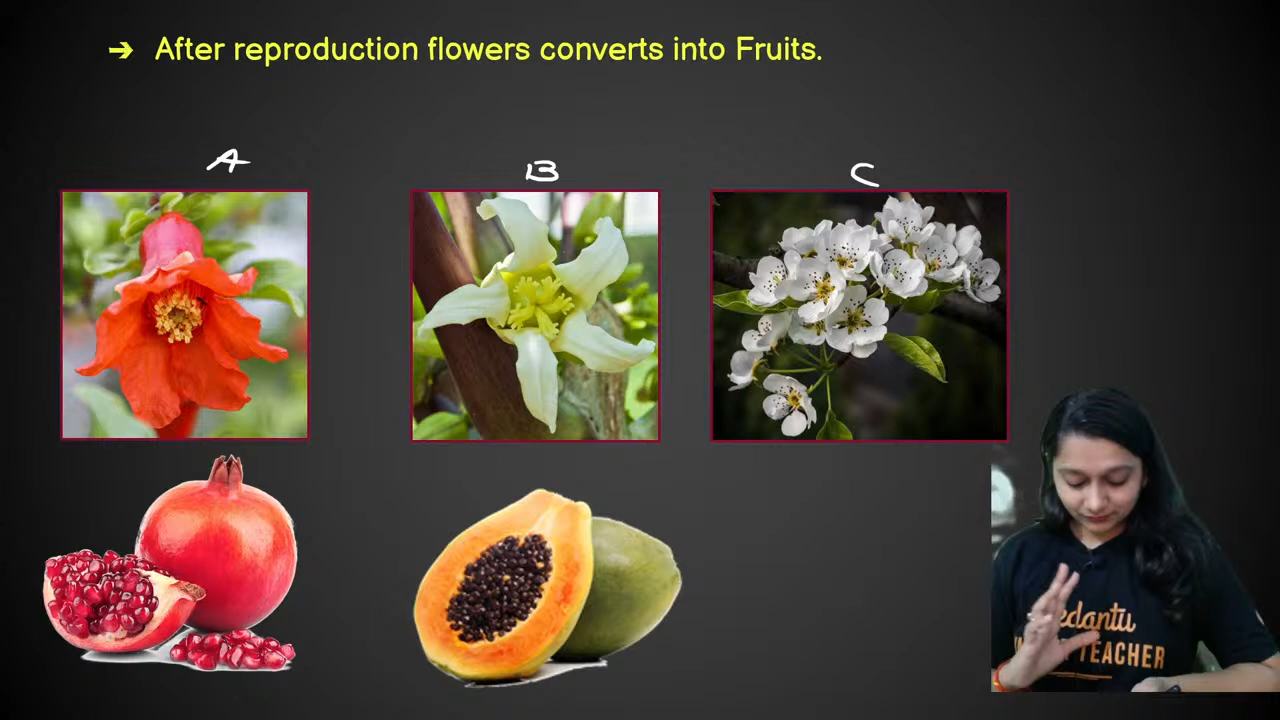 ➔ After reproduction flowers converts into Fruits.
A
B
C
edantu
TEACHER